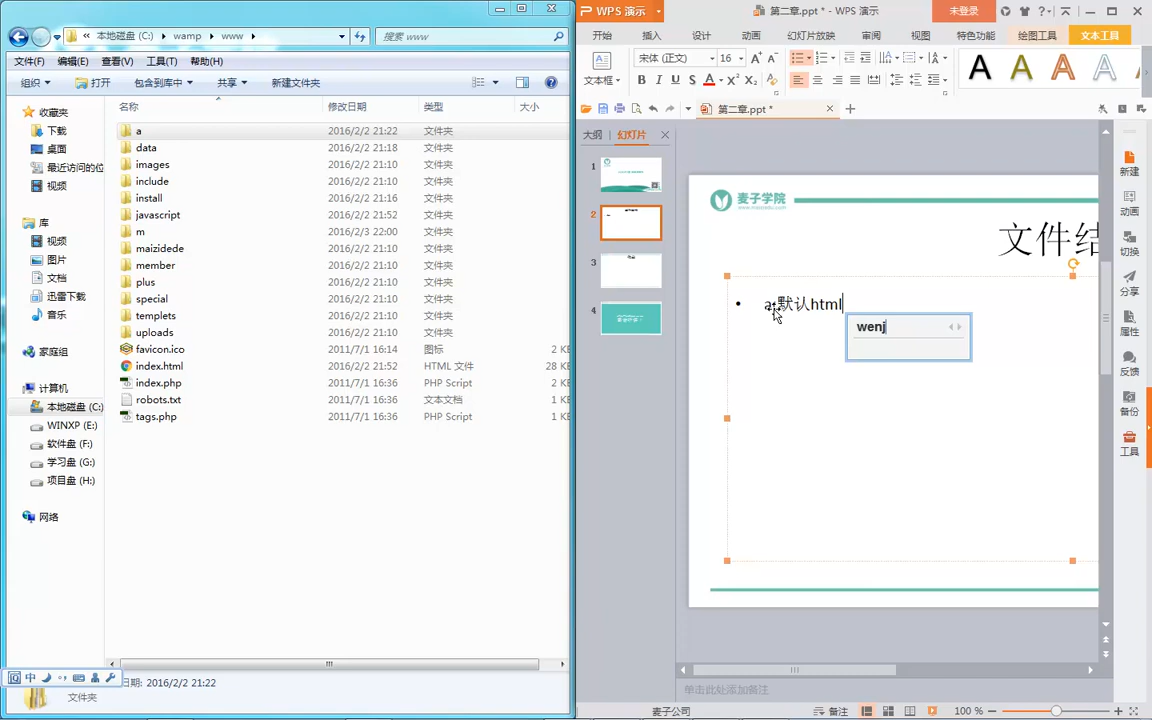 « 本地磁盘 (C:) ▸ wamp ▸ www ▸
搜索 www
文件(F) 编辑(E) 查看(V) 工具(T) 帮助(H)
组织 打开 包含到库中 共享 新建文件夹
名称 修改日期 类型 大小
收藏夹
下载
桌面
最近访问的位
视频
库
视频
图片
文档
迅雷下载
音乐
家庭组
计算机
本地磁盘 (C:)
WINXP (E:)
软件盘 (F:)
学习盘 (G:)
项目盘 (H:)
网络
a 2016/2/2 21:22 文件夹
data 2016/2/2 21:18 文件夹
images 2016/2/2 21:10 文件夹
include 2016/2/2 21:10 文件夹
install 2016/2/2 21:16 文件夹
javascript 2016/2/2 21:52 文件夹
m 2016/2/3 22:00 文件夹
maizidede 2016/2/2 21:10 文件夹
member 2016/2/2 21:10 文件夹
plus 2016/2/2 21:10 文件夹
special 2016/2/2 21:10 文件夹
templets 2016/2/2 21:10 文件夹
uploads 2016/2/2 21:10 文件夹
favicon.ico 2011/7/1 16:14 图标 2 KB
index.html 2016/2/2 21:52 HTML 文件 28 KB
index.php 2011/7/1 16:36 PHP Script 2 KB
robots.txt 2011/7/1 16:36 文本文档 1 KB
tags.php 2011/7/1 16:36 PHP Script 1 KB
中
日期: 2016/2/2 21:22
文件夹
WPS 演示
第二章.ppt * - WPS 演示
未登录
开始 插入 设计 动画 幻灯片放映 审阅 视图 特色功能 绘图工具 文本工具
文本框
宋体 (正文) 16
B I U S A X² X₂
A A A A
第二章.ppt *
大纲 幻灯片
1
2
3
4
麦子学院
文件结
• a:默认html
wenj
新建
动画
切换
分享
属性
反馈
备份
工具
单击此处添加备注
麦子公司
备注
100 %